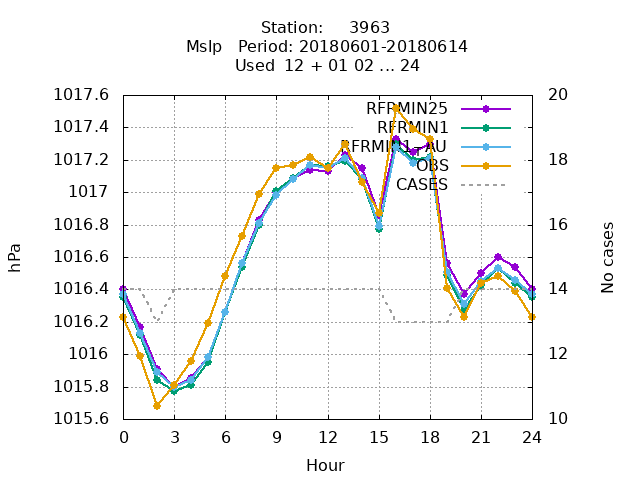 Station:     3963
Mslp   Period: 20180601-20180614
Used  12 + 01 02 ... 24
1017.6
1017.4
1017.2
1017
1016.8
1016.6
1016.4
1016.2
1016
1015.8
1015.6
hPa
20
18
16
14
12
10
No cases
RFRMIN25
RFRMIN1
RFRMIN1_AU
OBS
CASES
0 3 6 9 12 15 18 21 24
Hour